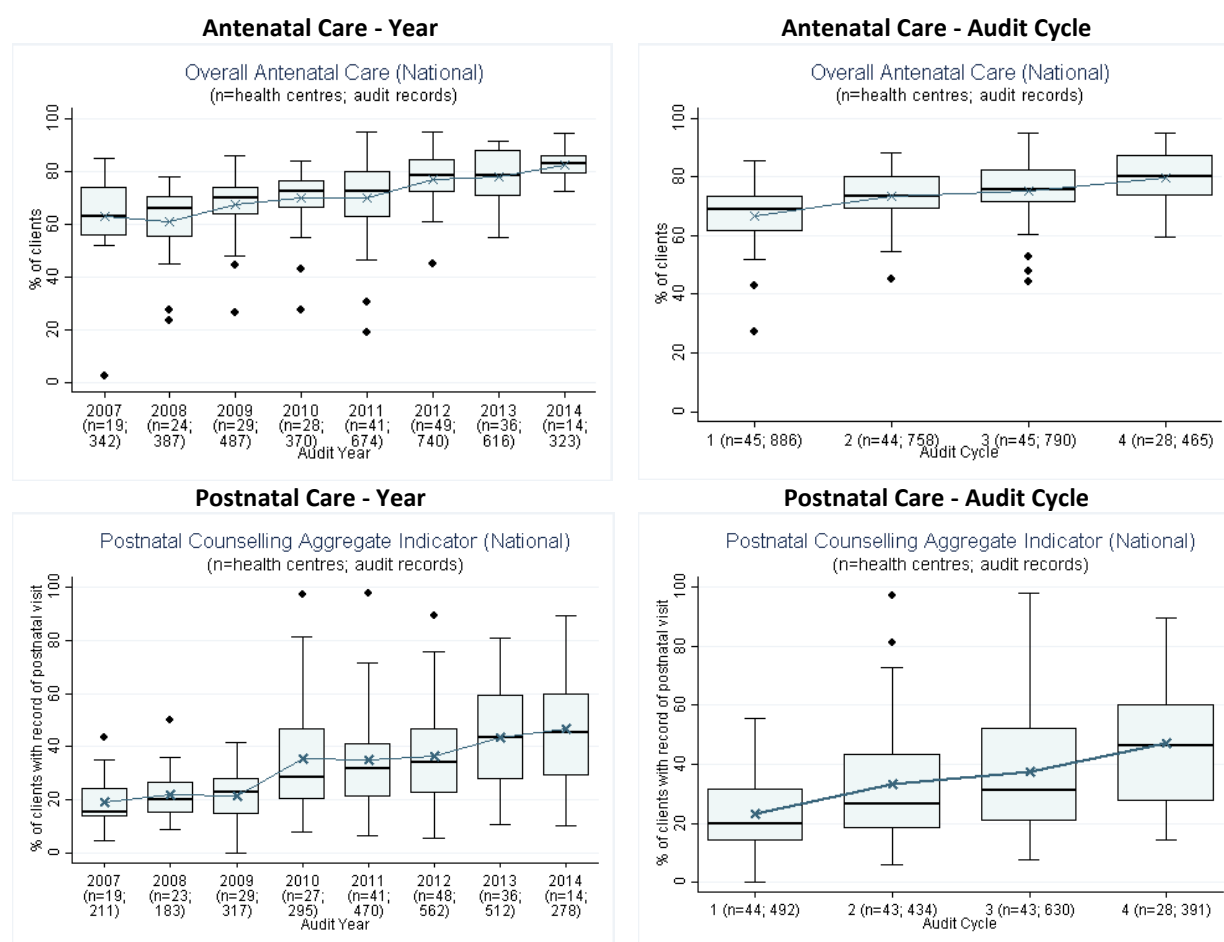 Antenatal Care - Year
Overall Antenatal Care (National)
(n=health centres; audit records)
% of clients
100
80
60
40
20
0
2007 2008 2009 2010 2011 2012 2013 2014
(n=19; (n=24; (n=29; (n=28; (n=41; (n=49; (n=36; (n=14;
342) 387) 487) 370) 674) 740) 616) 323)
Audit Year
Antenatal Care - Audit Cycle
Overall Antenatal Care (National)
(n=health centres; audit records)
% of clients
100
80
60
40
20
0
1 (n=45; 886) 2 (n=44; 758) 3 (n=45; 790) 4 (n=28; 465)
Audit Cycle
Postnatal Care - Year
Postnatal Counselling Aggregate Indicator (National)
(n=health centres; audit records)
% of clients with record of postnatal visit
100
80
60
40
20
0
2007 2008 2009 2010 2011 2012 2013 2014
(n=19; (n=23; (n=29; (n=27; (n=41; (n=48; (n=36; (n=14;
211) 183) 317) 295) 470) 562) 512) 278)
Audit Year
Postnatal Care - Audit Cycle
Postnatal Counselling Aggregate Indicator (National)
(n=health centres; audit records)
% of clients with record of postnatal visit
100
80
60
40
20
0
1 (n=44; 492) 2 (n=43; 434) 3 (n=43; 630) 4 (n=28; 391)
Audit Cycle